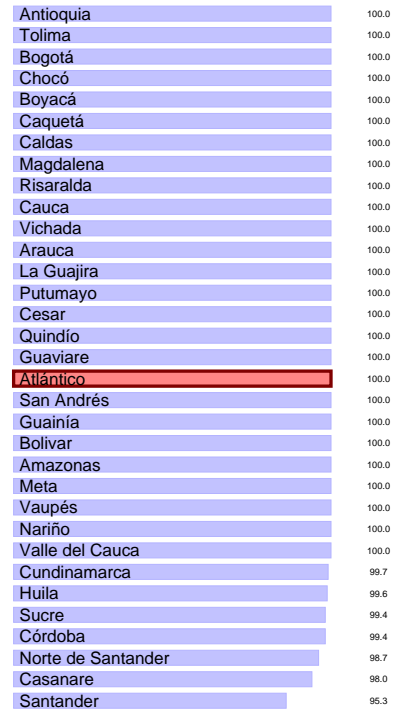 Antioquia 100.0
Tolima 100.0
Bogotá 100.0
Chocó 100.0
Boyacá 100.0
Caquetá 100.0
Caldas 100.0
Magdalena 100.0
Risaralda 100.0
Cauca 100.0
Vichada 100.0
Arauca 100.0
La Guajira 100.0
Putumayo 100.0
Cesar 100.0
Quindío 100.0
Guaviare 100.0
Atlántico 100.0
San Andrés 100.0
Guainía 100.0
Bolivar 100.0
Amazonas 100.0
Meta 100.0
Vaupés 100.0
Nariño 100.0
Valle del Cauca 100.0
Cundinamarca 99.7
Huila 99.6
Sucre 99.4
Córdoba 99.4
Norte de Santander 98.7
Casanare 98.0
Santander 95.3